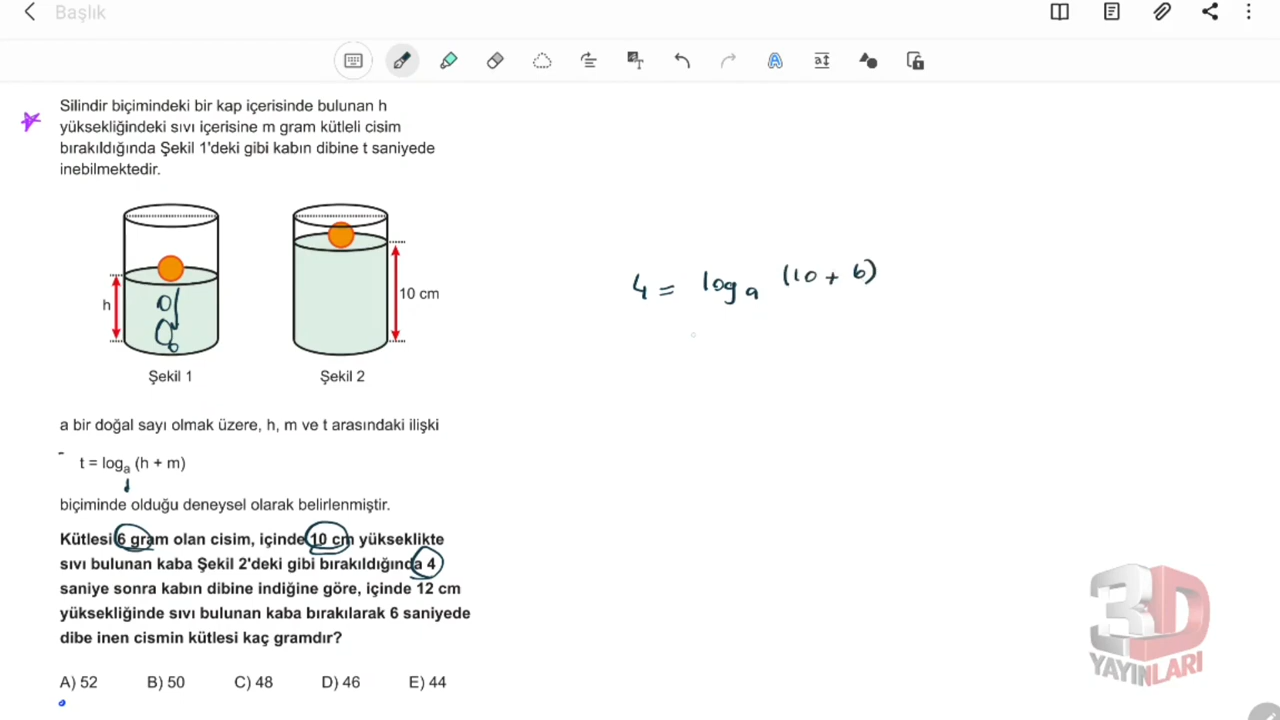 Başlık
Silindir biçimindeki bir kap içerisinde bulunan h
yüksekliğindeki sıvı içerisine m gram kütleli cisim
bırakıldığında Şekil 1'deki gibi kabın dibine t saniyede
inebilmektedir.
h
10 cm
Şekil 1
Şekil 2
4 = log_a (10 + 6)
a bir doğal sayı olmak üzere, h, m ve t arasındaki ilişki
t = log_a (h + m)
biçiminde olduğu deneysel olarak belirlenmiştir.
Kütlesi 6 gram olan cisim, içinde 10 cm yükseklikte
sıvı bulunan kaba Şekil 2'deki gibi bırakıldığında 4
saniye sonra kabın dibine indiğine göre, içinde 12 cm
yüksekliğinde sıvı bulunan kaba bırakılarak 6 saniyede
dibe inen cismin kütlesi kaç gramdır?
A) 52 B) 50 C) 48 D) 46 E) 44
3D
YAYINLARI